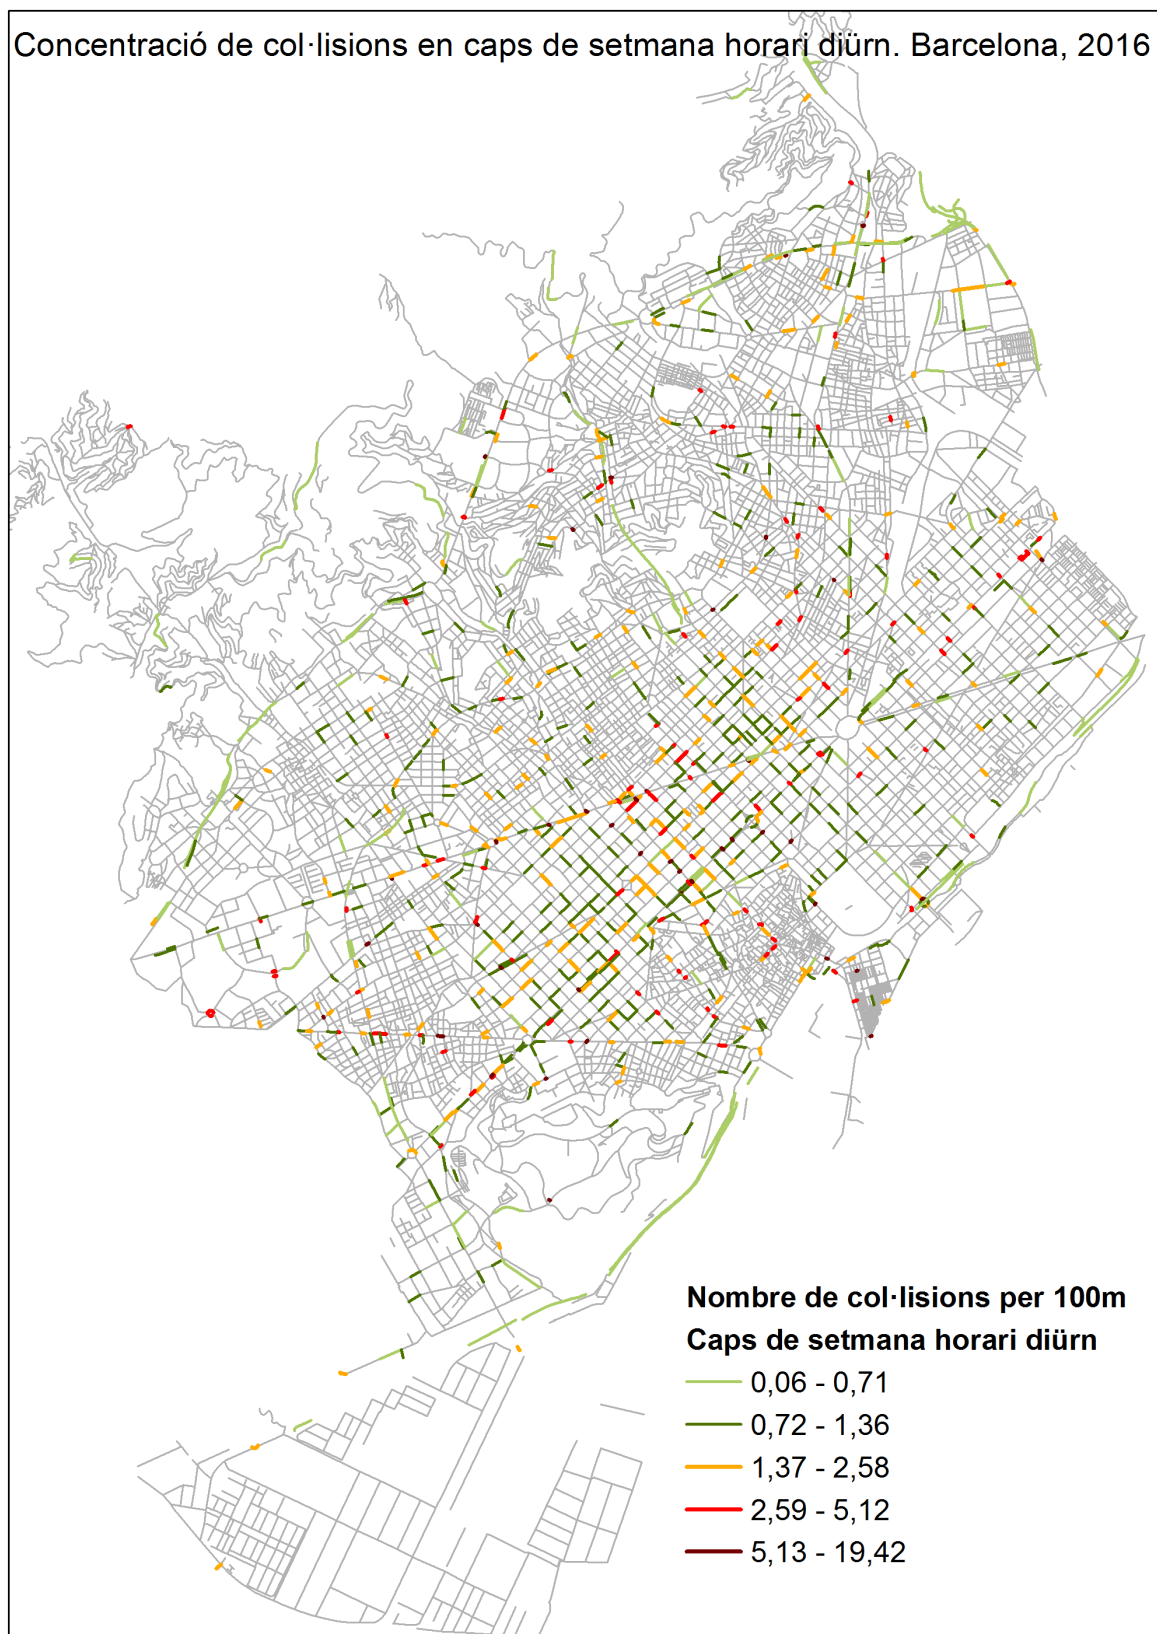 Concentració de col·lisions en caps de setmana horari diürn. Barcelona, 2016
Nombre de col·lisions per 100m
Caps de setmana horari diürn
0,06 - 0,71
0,72 - 1,36
1,37 - 2,58
2,59 - 5,12
5,13 - 19,42